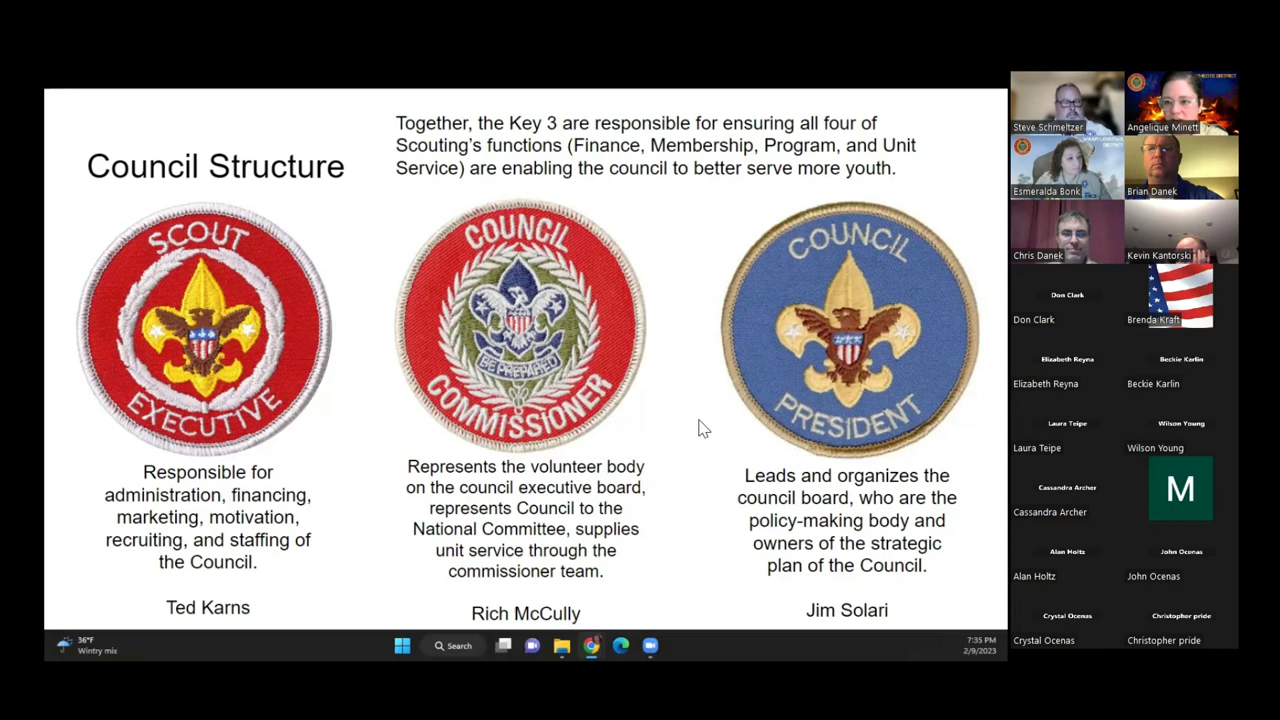 Council Structure
Together, the Key 3 are responsible for ensuring all four of
Scouting's functions (Finance, Membership, Program, and Unit
Service) are enabling the council to better serve more youth.
SCOUT
EXECUTIVE
COUNCIL
BE PREPARED
COMMISSIONER
COUNCIL
PRESIDENT
Responsible for
administration, financing,
marketing, motivation,
recruiting, and staffing of
the Council.
Ted Karns
Represents the volunteer body
on the council executive board,
represents Council to the
National Committee, supplies
unit service through the
commissioner team.
Rich McCully
Leads and organizes the
council board, who are the
policy-making body and
owners of the strategic
plan of the Council.
Jim Solari
36°F
Wintry mix
Search
7:35 PM
2/9/2023
Steve Schmeltzer
Angelique Minett
Esmeralda Bonk
Brian Danek
Chris Danek
Kevin Kantorski
Don Clark
Don Clark
Brenda Kraft
Elizabeth Reyna
Elizabeth Reyna
Beckie Karlin
Beckie Karlin
Laura Teipe
Laura Teipe
Wilson Young
Wilson Young
Cassandra Archer
Cassandra Archer
M
Alan Holtz
Alan Holtz
John Ocenas
John Ocenas
Crystal Ocenas
Crystal Ocenas
Christopher pride
Christopher pride